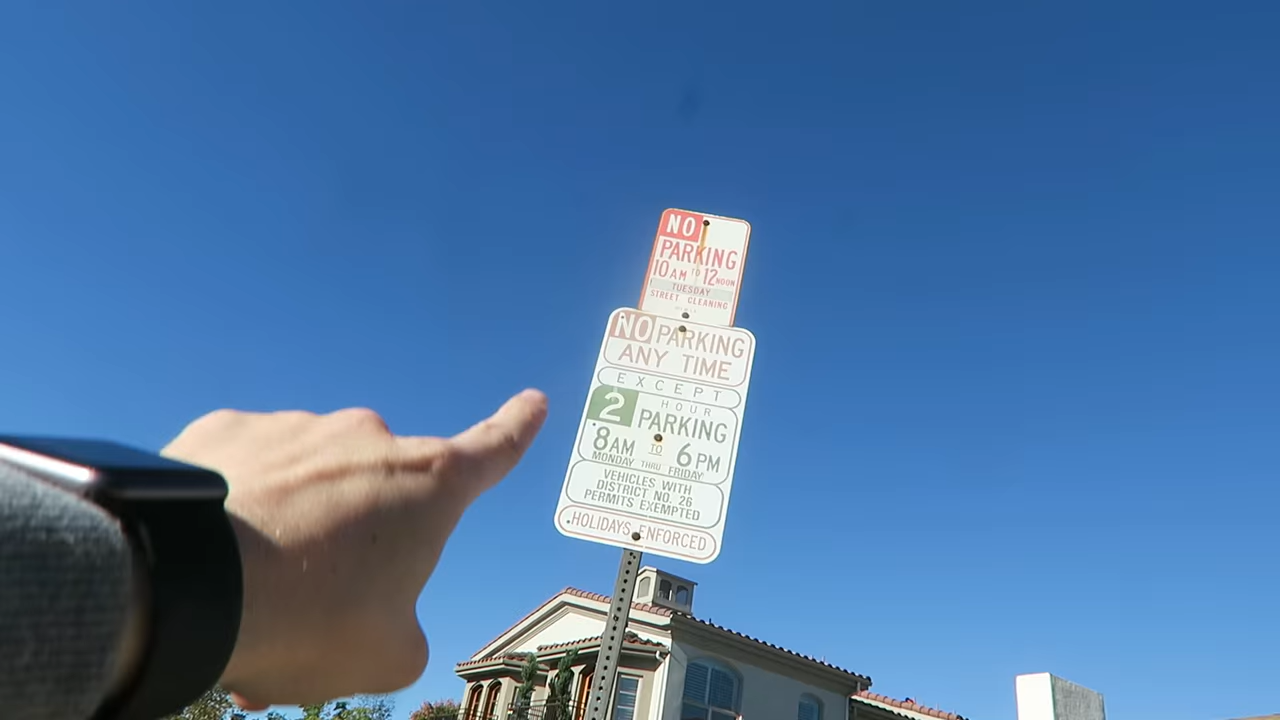 NO
PARKING
10AM TO 12NOON
TUESDAY
STREET CLEANING
NO PARKING
ANY TIME
EXCEPT
2 HOUR
PARKING
8AM TO 6PM
MONDAY THRU FRIDAY
VEHICLES WITH
DISTRICT NO. 26
PERMITS EXEMPTED
HOLIDAYS ENFORCED